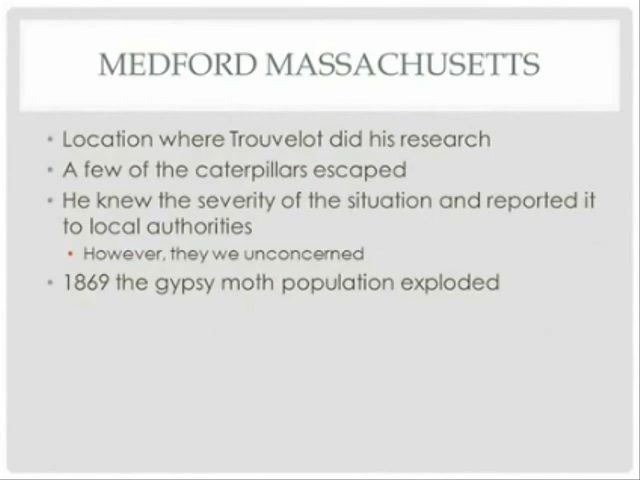 MEDFORD MASSACHUSETTS
• Location where Trouvelot did his research
• A few of the caterpillars escaped
• He knew the severity of the situation and reported it
to local authorities
• However, they we unconcerned
• 1869 the gypsy moth population exploded